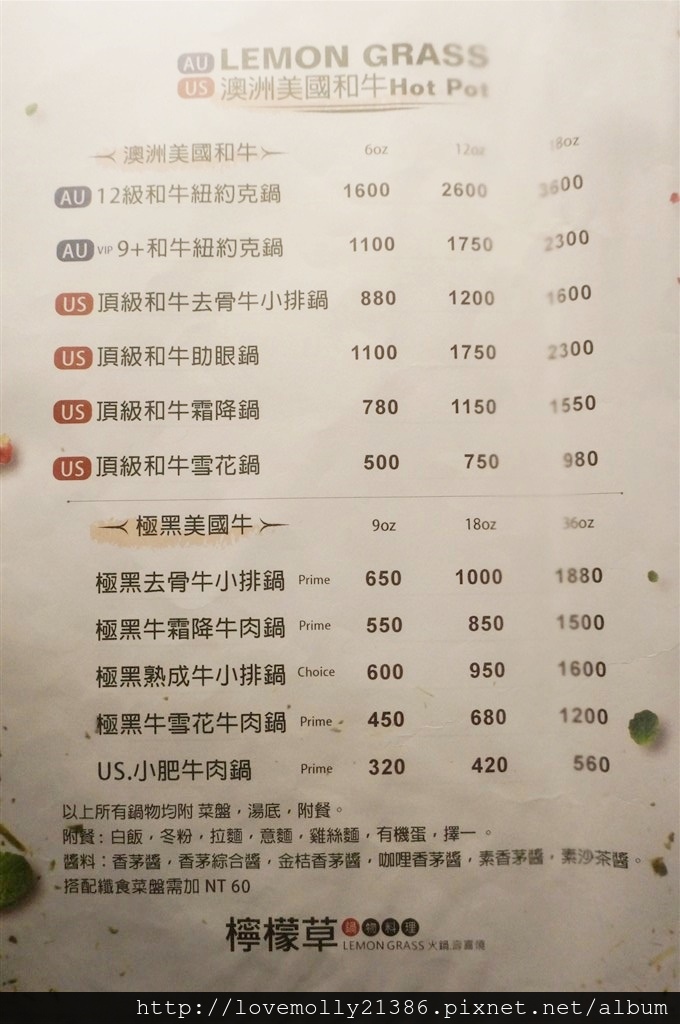 AU LEMON GRASS
US 澳洲美國和牛Hot Pot
澳洲美國和牛 6oz 12oz 18oz
AU 12級和牛紐約克鍋 1600 2600 3600
AU VIP 9+和牛紐約克鍋 1100 1750 2300
US 頂級和牛去骨牛小排鍋 880 1200 1600
US 頂級和牛助眼鍋 1100 1750 2300
US 頂級和牛霜降鍋 780 1150 1550
US 頂級和牛雪花鍋 500 750 980
極黑美國牛 9oz 18oz 36oz
極黑去骨牛小排鍋 Prime 650 1000 1880
極黑牛霜降牛肉鍋 Prime 550 850 1500
極黑熟成牛小排鍋 Choice 600 950 1600
極黑牛雪花牛肉鍋 Prime 450 680 1200
US.小肥牛肉鍋 Prime 320 420 560
以上所有鍋物均附 菜盤，湯底，附餐。
附餐：白飯，冬粉，拉麵，意麵，雞絲麵，有機蛋，擇一 。
醬料：香茅醬，香茅綜合醬，金桔香茅醬，咖哩香茅醬，素香茅醬，素沙茶醬。
搭配纖食菜盤需加 NT 60
檸檬草 鍋物料理
LEMON GRASS 火鍋
http://lovemolly21386.pixnet.net/album